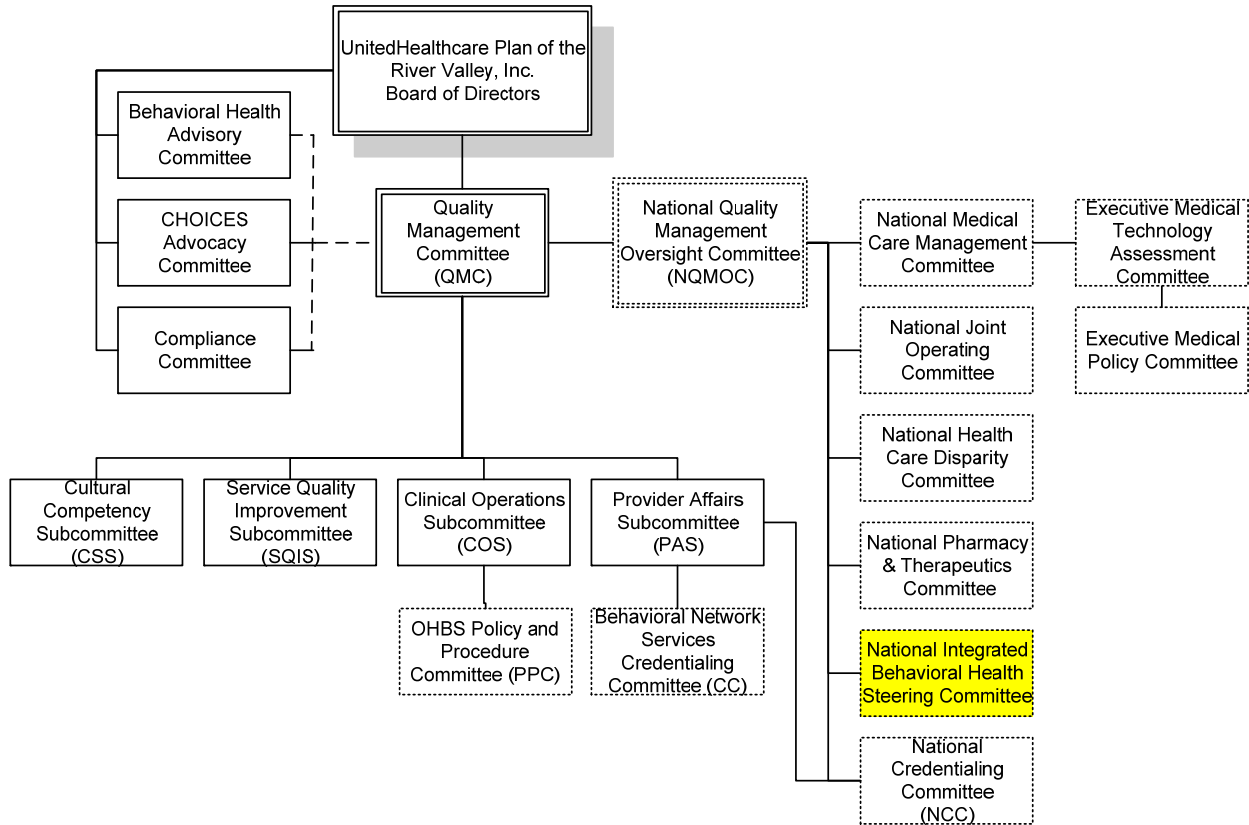 UnitedHealthcare Plan of the
River Valley, Inc.
Board of Directors
Behavioral Health
Advisory
Committee
CHOICES
Advocacy
Committee
Compliance
Committee
Quality
Management
Committee
(QMC)
National Quality
Management
Oversight Committee
(NQMOC)
National Medical
Care Management
Committee
Executive Medical
Technology
Assessment
Committee
National Joint
Operating
Committee
Executive Medical
Policy Committee
National Health
Care Disparity
Committee
Cultural
Competency
Subcommittee
(CSS)
Service Quality
Improvement
Subcommittee
(SQIS)
Clinical Operations
Subcommittee
(COS)
Provider Affairs
Subcommittee
(PAS)
National Pharmacy
& Therapeutics
Committee
OHBS Policy and
Procedure
Committee (PPC)
Behavioral Network
Services
Credentialing
Committee (CC)
National Integrated
Behavioral Health
Steering Committee
National
Credentialing
Committee
(NCC)